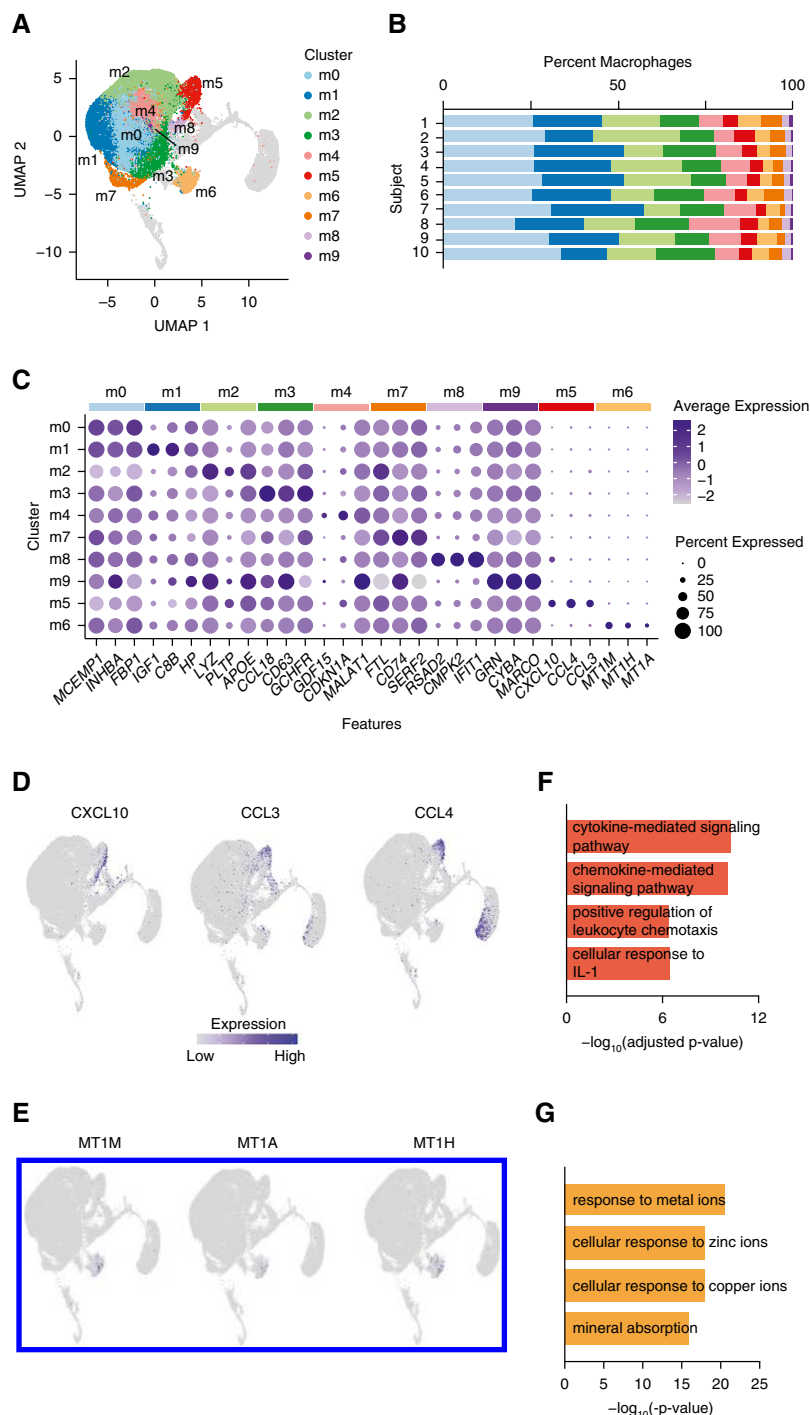 A
m2
m5
m4
m8
m0
m9
m1
m3
m6
m7
5
0
−5
−10
UMAP 2
−5 0 5 10
UMAP 1
Cluster
m0
m1
m2
m3
m4
m5
m6
m7
m8
m9
B
Percent Macrophages
0 50 100
Subject
1
2
3
4
5
6
7
8
9
10
C
m0 m1 m2 m3 m4 m7 m8 m9 m5 m6
Cluster
m0
m1
m2
m3
m4
m7
m8
m9
m5
m6
MCEMP1 INHBA FBP1 IGF1 C8B HP LYZ PLTP APOE CCL18 CD63 GCHFR GDF15 CDKN1A MALAT1 FTL CD74 SERF2 RSAD2 CMPK2 IFIT1 GRN CYBA MARCO CXCL10 CCL4 CCL3 MT1M MT1H MT1A
Features
Average Expression
2
1
0
−1
−2
Percent Expressed
0
25
50
75
100
D
CXCL10 CCL3 CCL4
Expression
Low High
F
cytokine-mediated signaling
pathway
chemokine-mediated
signaling pathway
positive regulation of
leukocyte chemotaxis
cellular response to
IL-1
0 6 12
−log10(adjusted p-value)
E
MT1M MT1A MT1H
G
response to metal ions
cellular response to zinc ions
cellular response to copper ions
mineral absorption
0 5 10 15 20 25
−log10(-p-value)